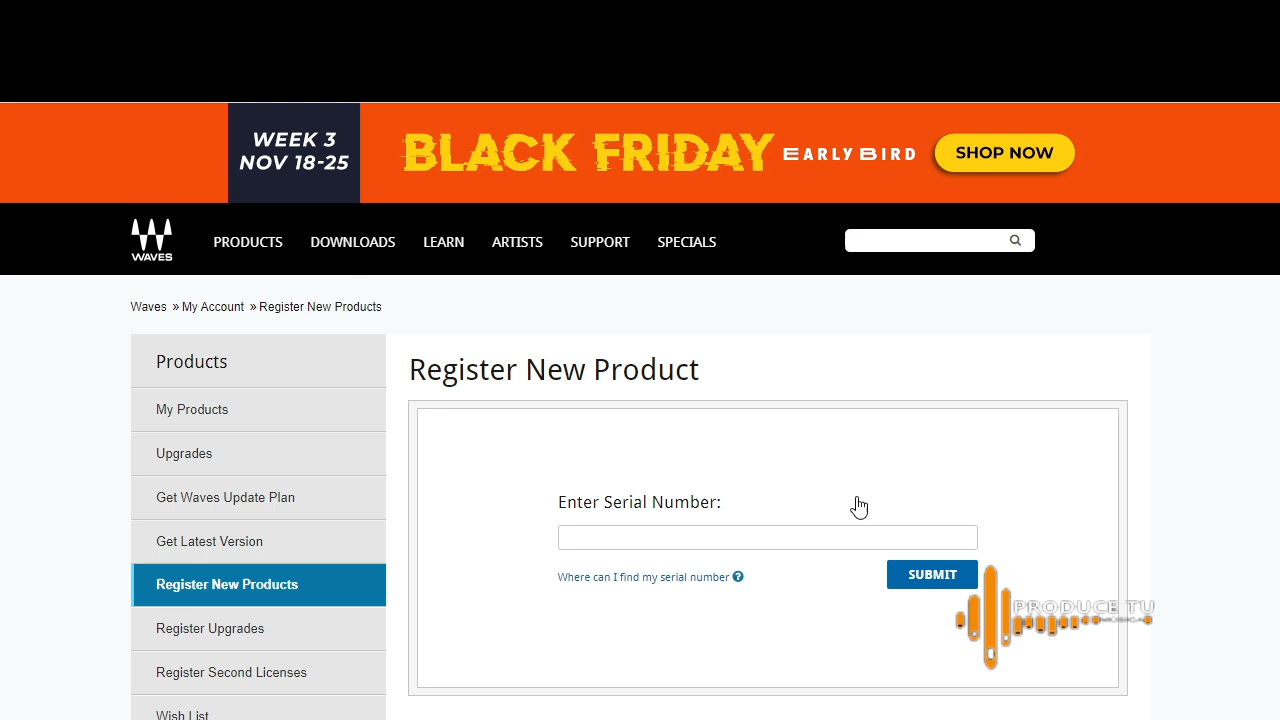 WEEK 3
NOV 18-25
BLACK FRIDAY EARLY BIRD
SHOP NOW
WAVES
PRODUCTS
DOWNLOADS
LEARN
ARTISTS
SUPPORT
SPECIALS
Waves » My Account » Register New Products
Products
My Products
Upgrades
Get Waves Update Plan
Get Latest Version
Register New Products
Register Upgrades
Register Second Licenses
Wish List
Register New Product
Enter Serial Number:
Where can I find my serial number ?
SUBMIT
PRODUCE TU
MUSICA